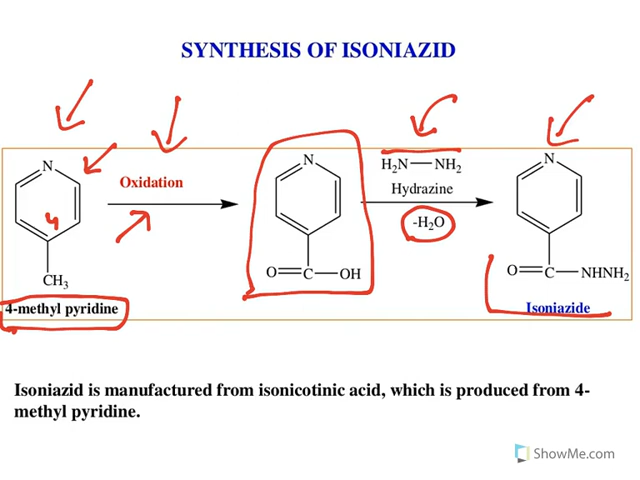 SYNTHESIS OF ISONIAZID
N
4
CH3
4-methyl pyridine
Oxidation
N
O C OH
H2N NH2
Hydrazine
-H2O
N
O C NHNH2
Isoniazide
Isoniazid is manufactured from isonicotinic acid, which is produced from 4-
methyl pyridine.
ShowMe.com